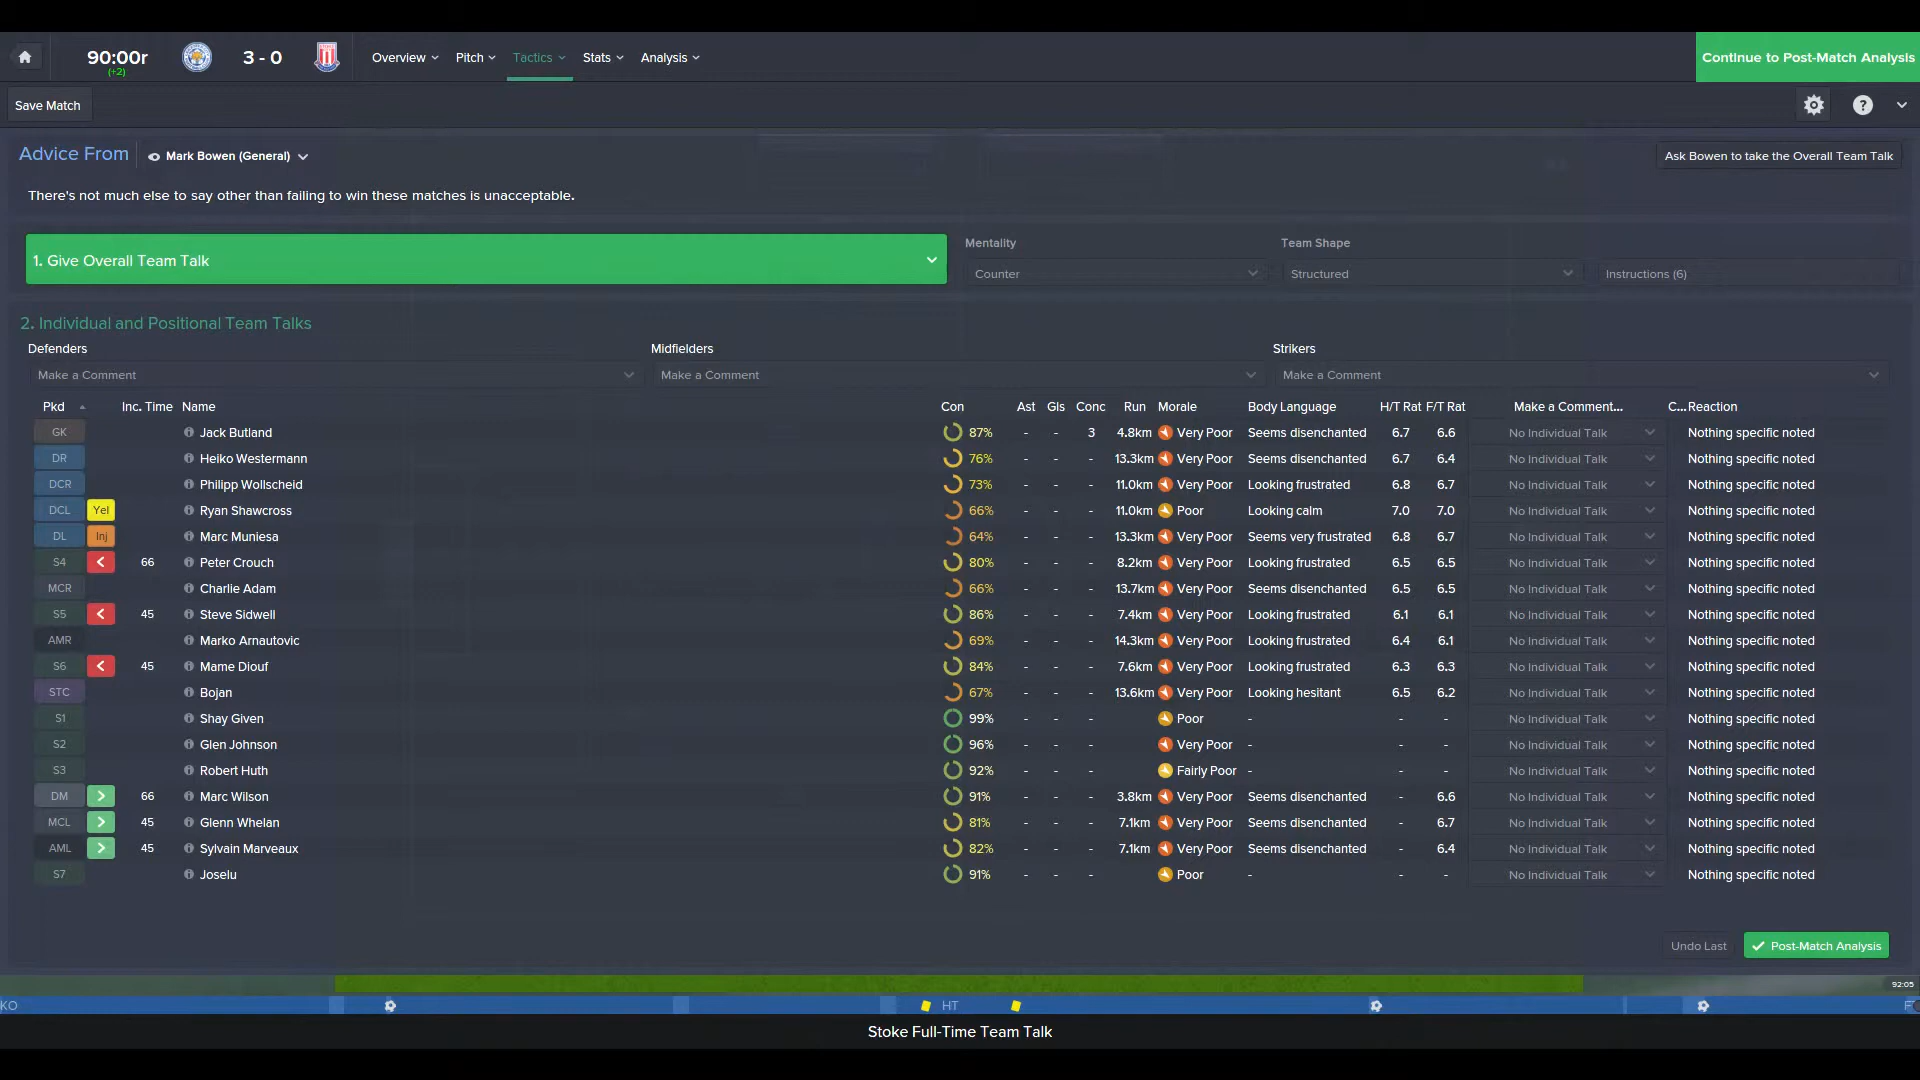 90:00r
(+2)
3 - 0
Overview
Pitch
Tactics
Stats
Analysis
Continue to Post-Match Analysis
Save Match
?
Advice From Mark Bowen (General)
Ask Bowen to take the Overall Team Talk
There's not much else to say other than failing to win these matches is unacceptable.
1. Give Overall Team Talk
Mentality
Team Shape
Counter
Structured
Instructions (6)
2. Individual and Positional Team Talks
Defenders Midfielders Strikers
Make a Comment Make a Comment Make a Comment
Pkd Inc. Time Name Con Ast Gls Conc Run Morale Body Language H/T Rat F/T Rat Make a Comment... C... Reaction
GK Jack Butland 87% - - 3 4.8km Very Poor Seems disenchanted 6.7 6.6 No Individual Talk Nothing specific noted
DR Heiko Westermann 76% - - - 13.3km Very Poor Seems disenchanted 6.7 6.4 No Individual Talk Nothing specific noted
DCR Philipp Wollscheid 73% - - - 11.0km Very Poor Looking frustrated 6.8 6.7 No Individual Talk Nothing specific noted
DCL Yel Ryan Shawcross 66% - - - 11.0km Poor Looking calm 7.0 7.0 No Individual Talk Nothing specific noted
DL Inj Marc Muniesa 64% - - - 13.3km Very Poor Seems very frustrated 6.8 6.7 No Individual Talk Nothing specific noted
S4 66 Peter Crouch 80% - - - 8.2km Very Poor Looking frustrated 6.5 6.5 No Individual Talk Nothing specific noted
MCR Charlie Adam 66% - - - 13.7km Very Poor Seems disenchanted 6.5 6.5 No Individual Talk Nothing specific noted
S5 45 Steve Sidwell 86% - - - 7.4km Very Poor Looking frustrated 6.1 6.1 No Individual Talk Nothing specific noted
AMR Marko Arnautovic 69% - - - 14.3km Very Poor Looking frustrated 6.4 6.1 No Individual Talk Nothing specific noted
S6 45 Mame Diouf 84% - - - 7.6km Very Poor Looking frustrated 6.3 6.3 No Individual Talk Nothing specific noted
STC Bojan 67% - - - 13.6km Very Poor Looking hesitant 6.5 6.2 No Individual Talk Nothing specific noted
S1 Shay Given 99% - - - Poor - - - No Individual Talk Nothing specific noted
S2 Glen Johnson 96% - - - Very Poor - - - No Individual Talk Nothing specific noted
S3 Robert Huth 92% - - - Fairly Poor - - - No Individual Talk Nothing specific noted
DM 66 Marc Wilson 91% - - - 3.8km Very Poor Seems disenchanted - 6.6 No Individual Talk Nothing specific noted
MCL 45 Glenn Whelan 81% - - - 7.1km Very Poor Seems disenchanted - 6.7 No Individual Talk Nothing specific noted
AML 45 Sylvain Marveaux 82% - - - 7.1km Very Poor Seems disenchanted - 6.4 No Individual Talk Nothing specific noted
S7 Joselu 91% - - - Poor - - - No Individual Talk Nothing specific noted
Undo Last
Post-Match Analysis
92:05
KO
HT
Stoke Full-Time Team Talk